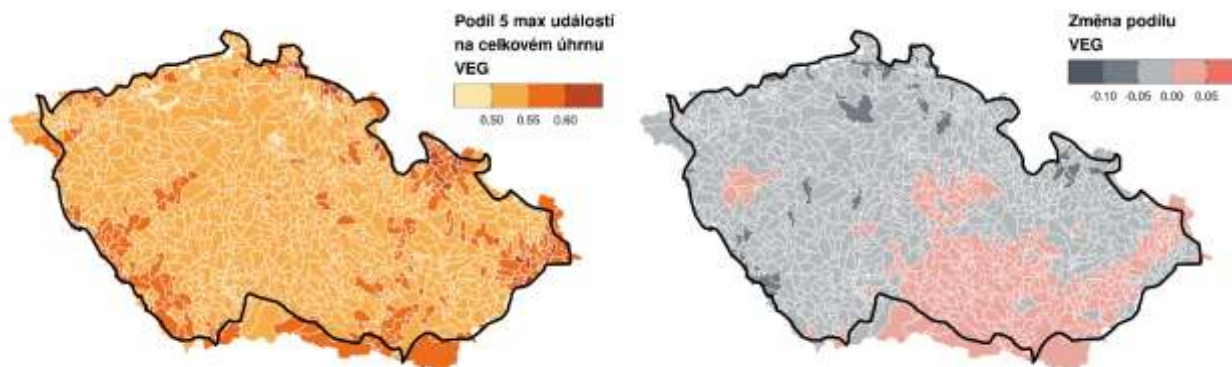 Podíl 5 max událostí
na celkovém úhrnu
VEG
0.50 0.55 0.60
Změna podílu
VEG
-0.10 -0.05 0.00 0.05